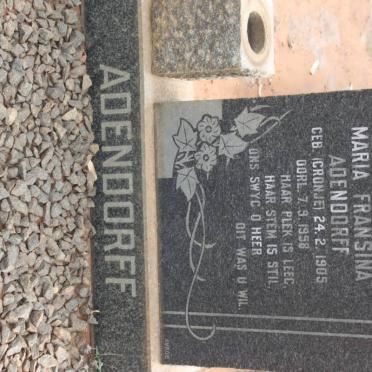 ADENDORFF
MARIA FRANSINA
ADENDORFF
GEB. (CRONJE) 24.2.1905
OORL. 7.9.1958
HAAR PLEK IS LEEG,
HAAR STEM IS STIL,
ONS SWYG O HEER
DIT WAS U WIL.